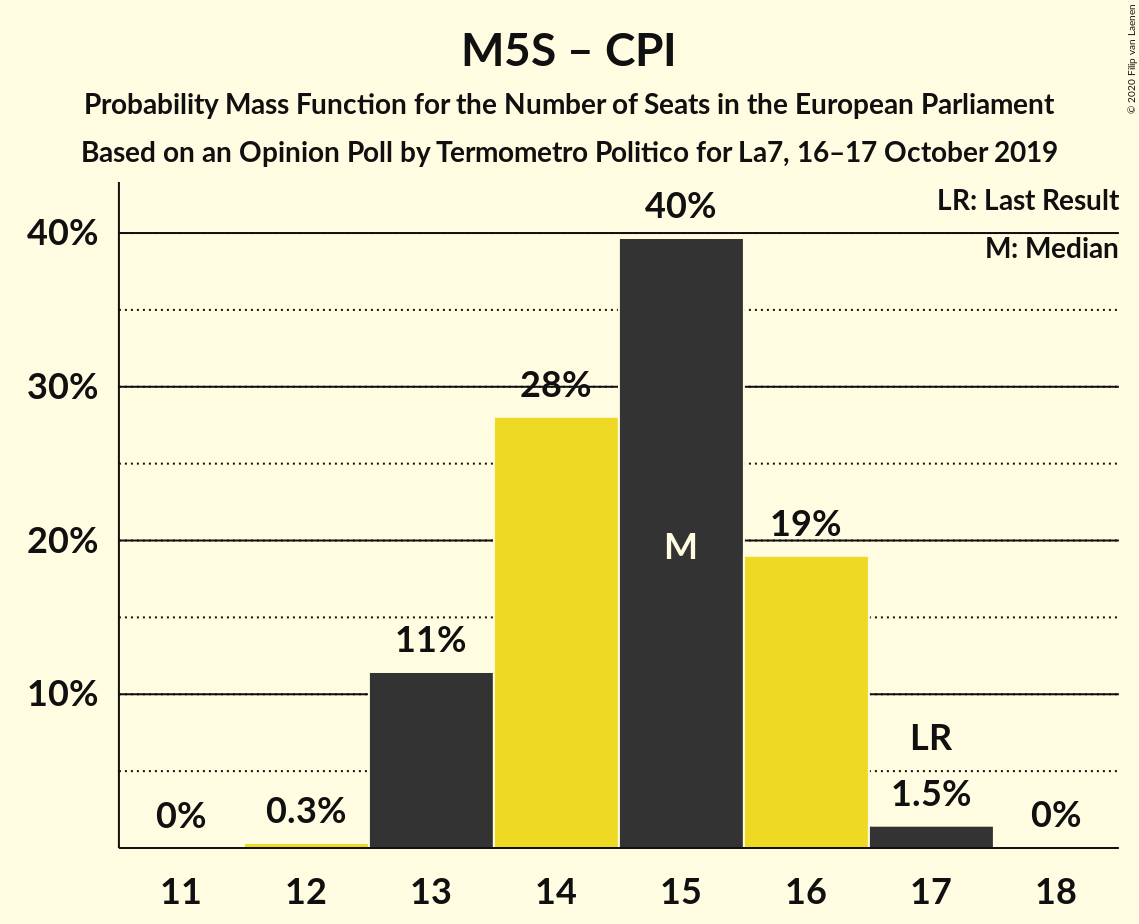 M5S – CPI
Probability Mass Function for the Number of Seats in the European Parliament
Based on an Opinion Poll by Termometro Politico for La7, 16–17 October 2019
© 2020 Filip van Laenen
LR: Last Result
M: Median
40%
30%
20%
10%
0%
0.3%
11%
28%
40%
M
19%
LR
1.5%
0%
11 12 13 14 15 16 17 18